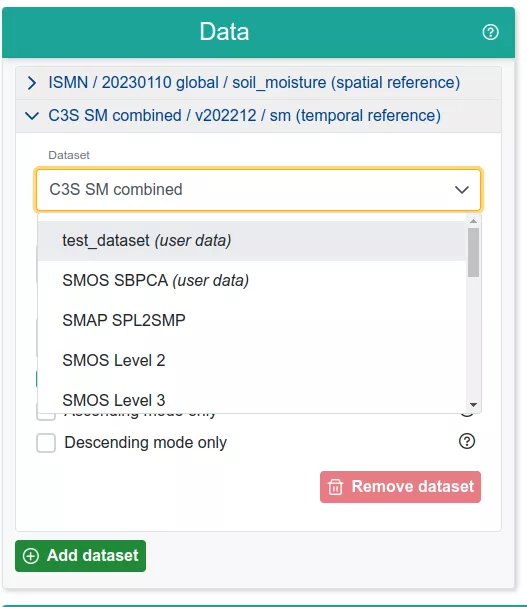 Data
ISMN / 20230110 global / soil_moisture (spatial reference)
C3S SM combined / v202212 / sm (temporal reference)
Dataset
C3S SM combined
test_dataset (user data)
SMOS SBPCA (user data)
SMAP SPL2SMP
SMOS Level 2
SMOS Level 3
Ascending mode only
Descending mode only
Remove dataset
Add dataset